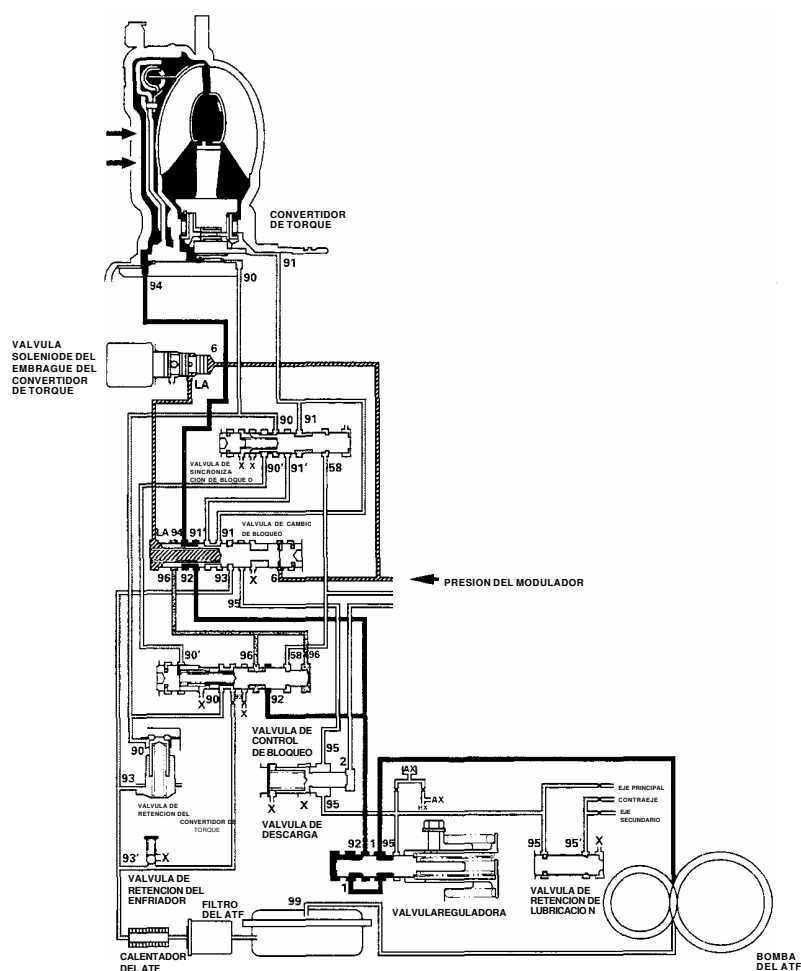 CONVERTIDOR
DE TORQUE
91
90
94
VALVULA
SOLENIODE DEL
EMBRAGUE DEL
CONVERTIDOR
DE TORQUE
6
LA
90
91
VALVULA DE
SINCRONIZA
CION DE BLOQUE O
X
X
90'
91'
58
LA
94
91'
91
VALVULA DE CAMBIC
DE BLOQUEO
96
92
93
X
6
95
PRESION DEL MODULADOR
90'
96
58
96
X
90
X
X
92
VALVULA DE
CONTROL
DE BLOQUEO
95
2
90
93
VALVULA DE
RETENCION DEL
CONVERTIDOR DE
TORQUE
X
X
95
VALVULA DE
DESCARGA
AX
AX
EJE PRINCIPAL
CONTRAEJE
EJE
SECUNDARIO
93'
X
VALVULA DE
RETENCION DEL
ENFRIADOR
92
1
95
1
VALVULAREGULADORA
95
95'
X
VALVULA DE
RETENCION DE
LUBRICACIO N
FILTRO
DEL ATF
99
CALENTADOR
DEL ATF
BOMBA
DEL ATF